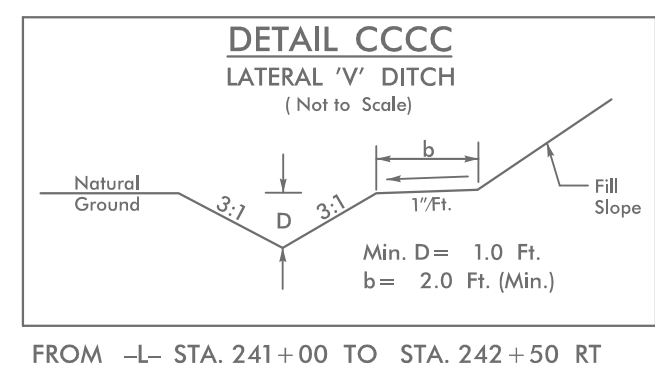 DETAIL CCCC
LATERAL 'V' DITCH
( Not to Scale)
b
Natural
Ground
3:1
D
3:1
1"/Ft.
Fill
Slope
Min. D= 1.0 Ft.
b= 2.0 Ft. (Min.)
FROM -L- STA. 241+00 TO STA. 242+50 RT